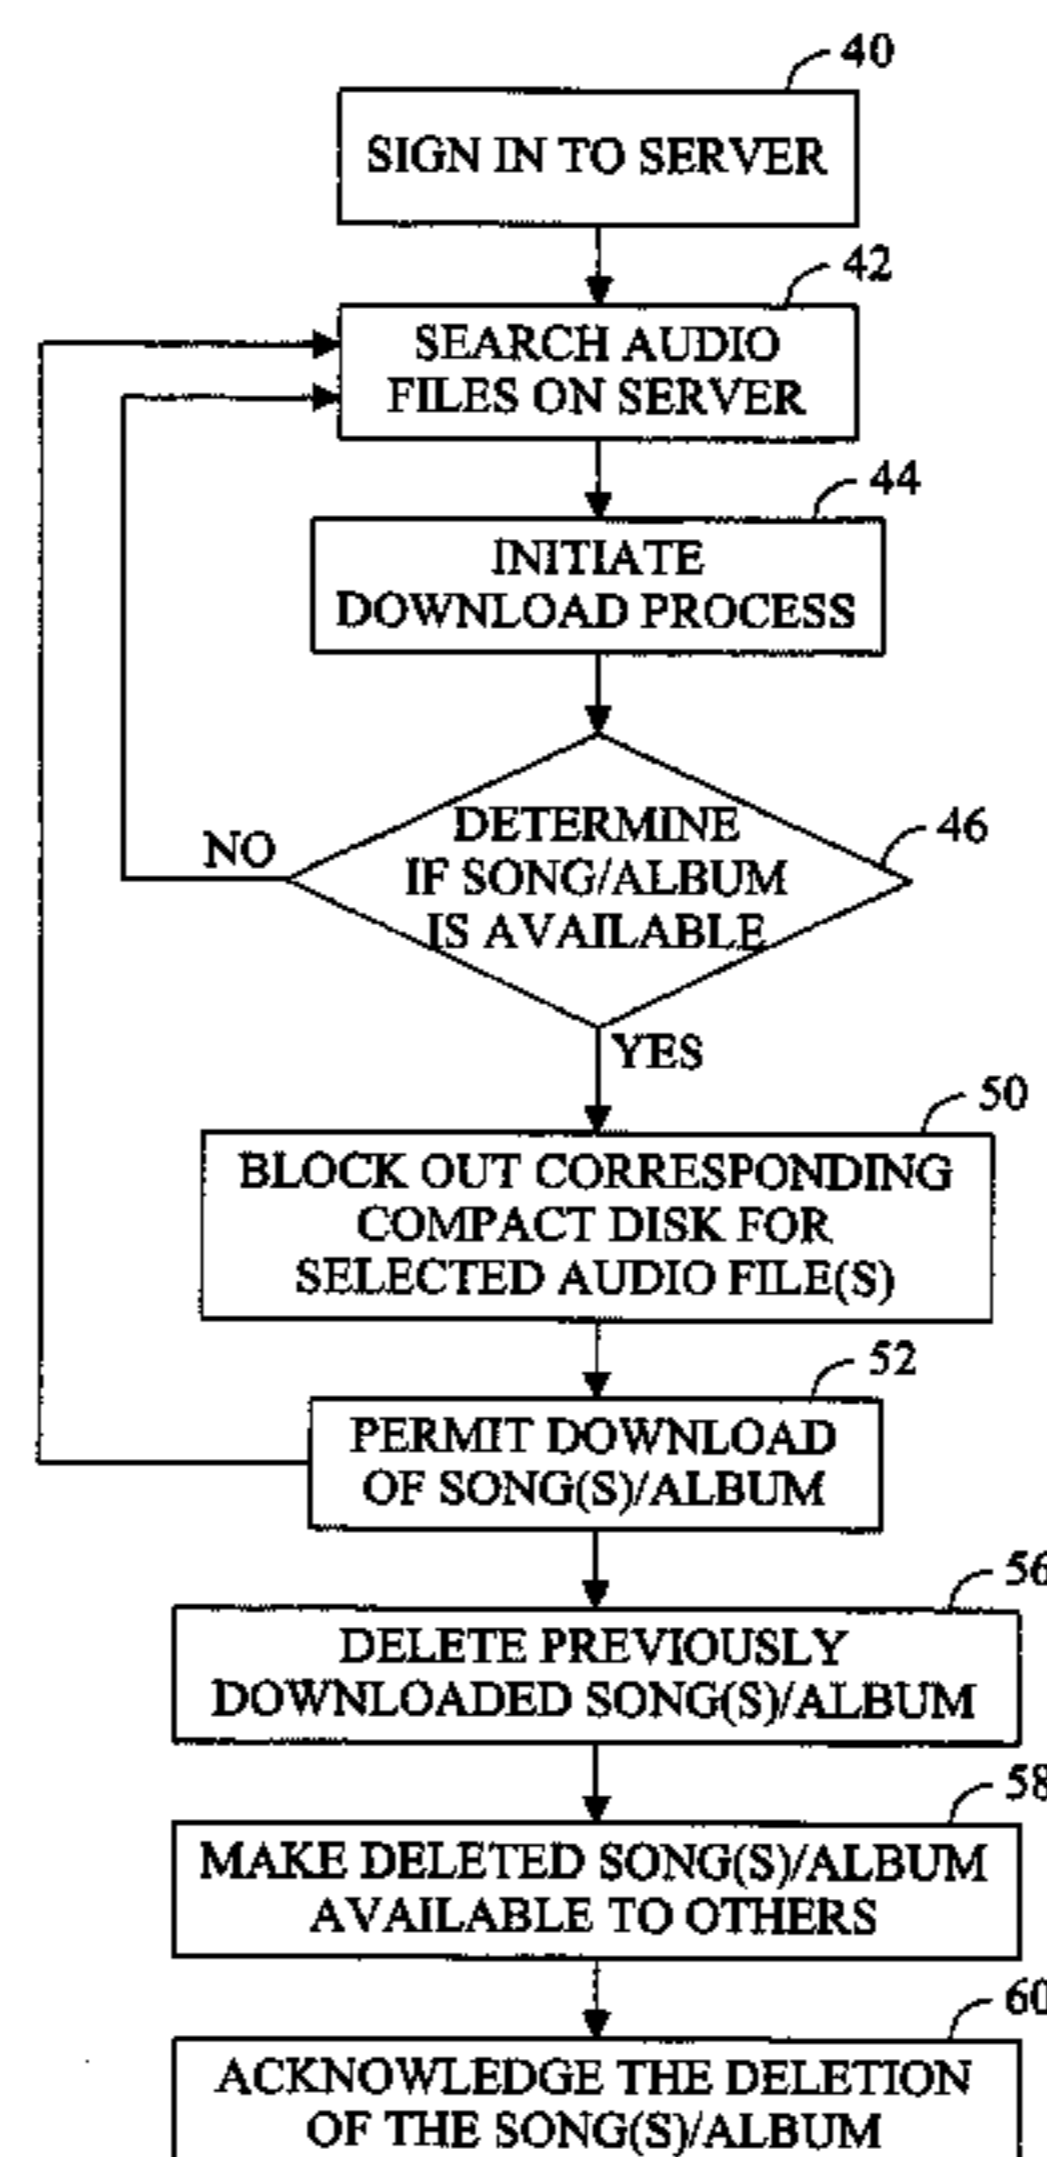 40
SIGN IN TO SERVER
42
SEARCH AUDIO
FILES ON SERVER
44
INITIATE
DOWNLOAD PROCESS
46
DETERMINE
IF SONG/ALBUM
IS AVAILABLE
NO
YES
50
BLOCK OUT CORRESPONDING
COMPACT DISK FOR
SELECTED AUDIO FILE(S)
52
PERMIT DOWNLOAD
OF SONG(S)/ALBUM
56
DELETE PREVIOUSLY
DOWNLOADED SONG(S)/ALBUM
58
MAKE DELETED SONG(S)/ALBUM
AVAILABLE TO OTHERS
60
ACKNOWLEDGE THE DELETION
OF THE SONG(S)/ALBUM